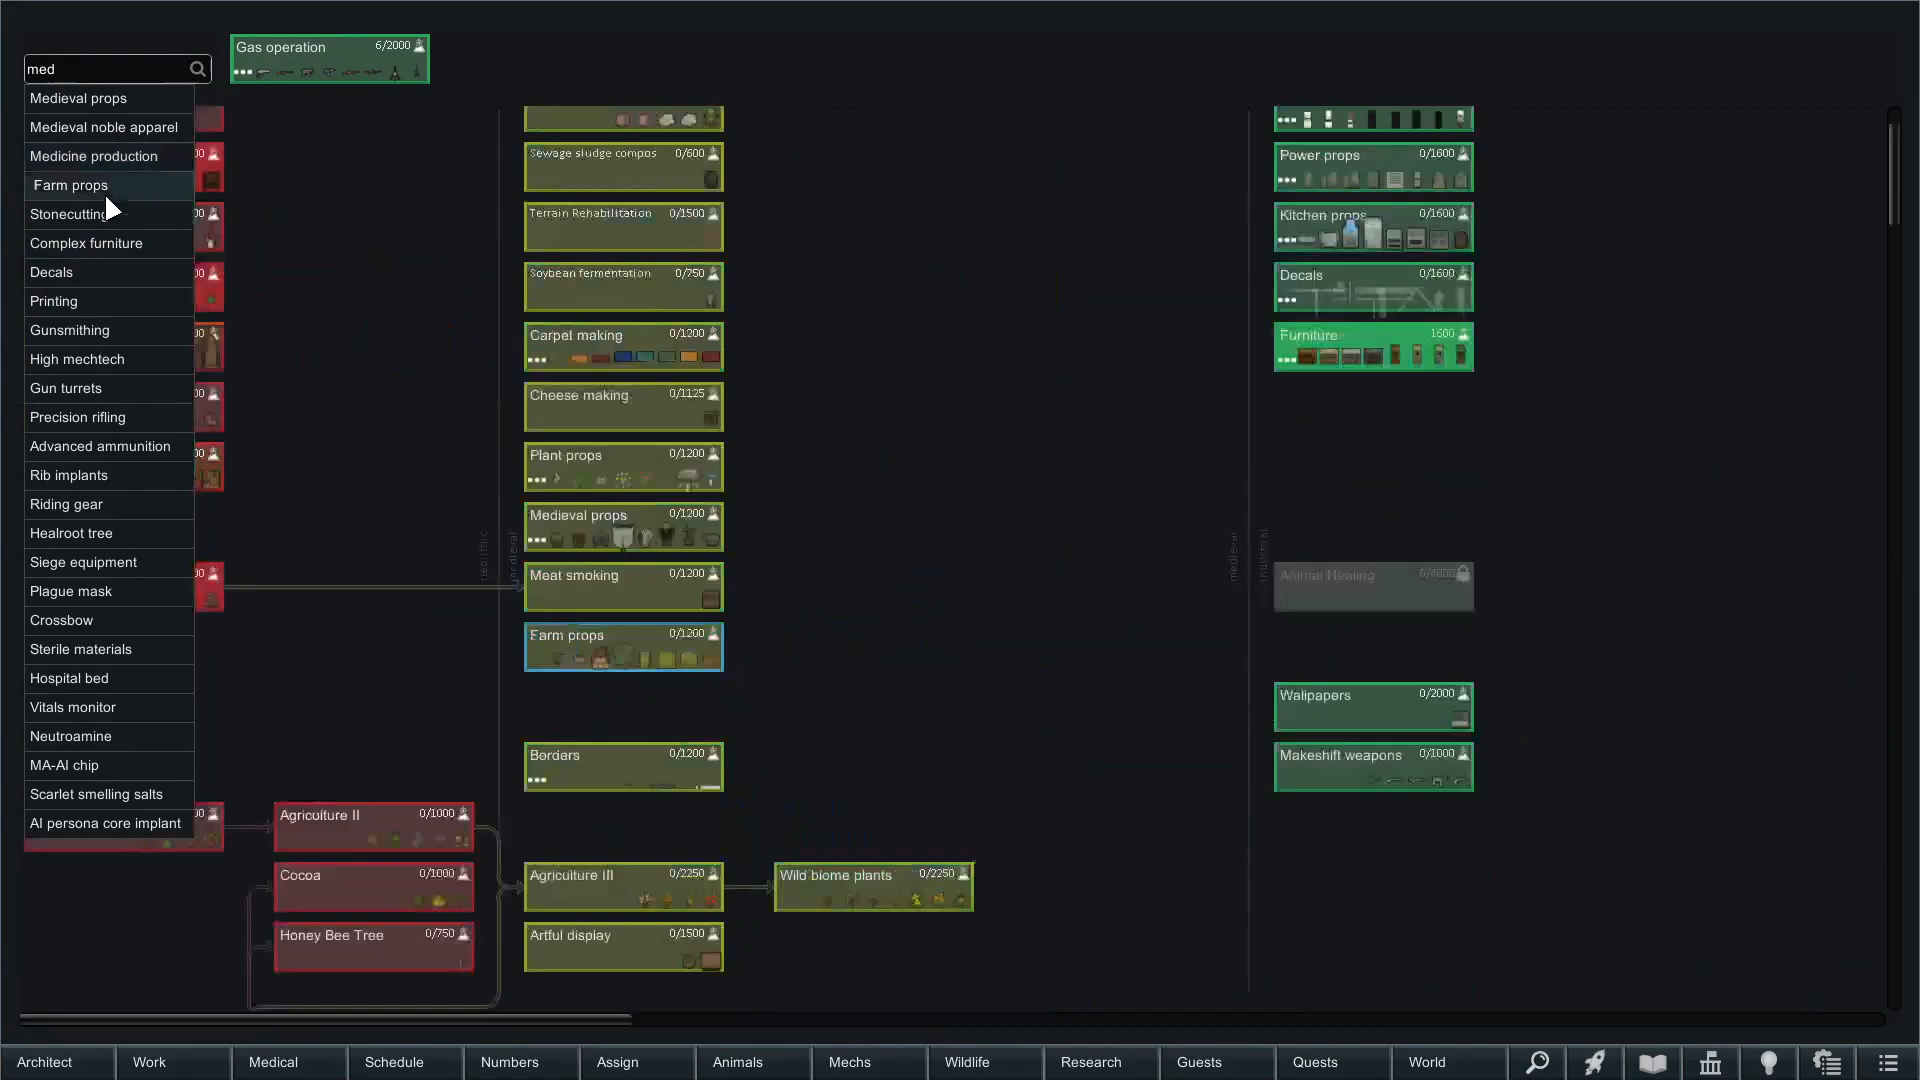 Gas operation 6/2000
med
Medieval props
Medieval noble apparel
Medicine production
Farm props
Stonecutting
Complex furniture
Decals
Printing
Gunsmithing
High mechtech
Gun turrets
Precision rifling
Advanced ammunition
Rib implants
Riding gear
Healroot tree
Siege equipment
Plague mask
Crossbow
Sterile materials
Hospital bed
Vitals monitor
Neutroamine
MA-AI chip
Scarlet smelling salts
AI persona core implant
Agriculture II 0/1000
Cocoa 0/1000
Honey Bee Tree 0/750
neolithic
medieval
Sewage sludge compos 0/600
Terrain Rehabilitation 0/1500
Soybean fermentation 0/750
Carpet making 0/1200
Cheese making 0/1125
Plant props 0/1200
Medieval props 0/1200
Meat smoking 0/1200
Farm props 0/1200
Borders 0/1200
Agriculture III 0/2250
Artful display 0/1500
Wild biome plants 0/2250
medieval
industrial
Power props 0/1600
Kitchen props 0/1600
Decals 0/1600
Furniture 1600
Animal Healing 0/4000
Wallpapers 0/2000
Makeshift weapons 0/1000
Architect Work Medical Schedule Numbers Assign Animals Mechs Wildlife Research Guests Quests World